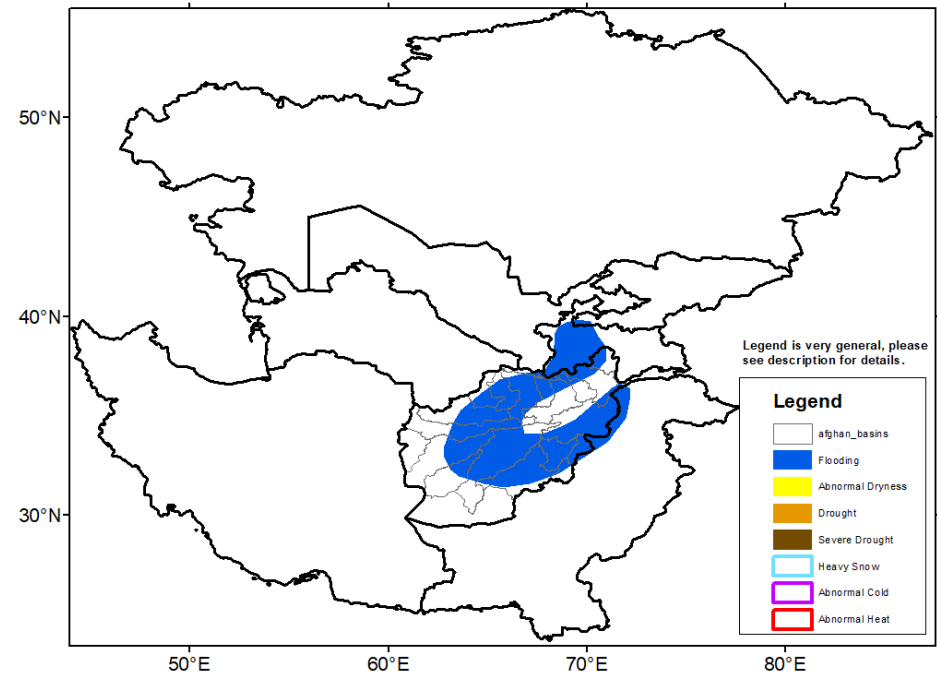 50°N
40°N
30°N
50°E
60°E
70°E
80°E
Legend is very general, please
see description for details.
Legend
afghan_basins
Flooding
Abnormal Dryness
Drought
Severe Drought
Heavy Snow
Abnormal Cold
Abnormal Heat